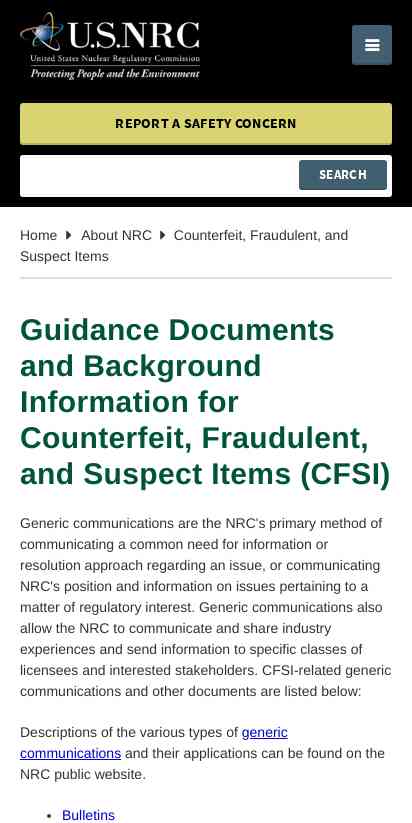 U.S.NRC
United States Nuclear Regulatory Commission
Protecting People and the Environment
REPORT A SAFETY CONCERN
SEARCH
Home About NRC Counterfeit, Fraudulent, and
Suspect Items
Guidance Documents
and Background
Information for
Counterfeit, Fraudulent,
and Suspect Items (CFSI)
Generic communications are the NRC's primary method of
communicating a common need for information or
resolution approach regarding an issue, or communicating
NRC's position and information on issues pertaining to a
matter of regulatory interest. Generic communications also
allow the NRC to communicate and share industry
experiences and send information to specific classes of
licensees and interested stakeholders. CFSI-related generic
communications and other documents are listed below:
Descriptions of the various types of generic
communications and their applications can be found on the
NRC public website.
• Bulletins